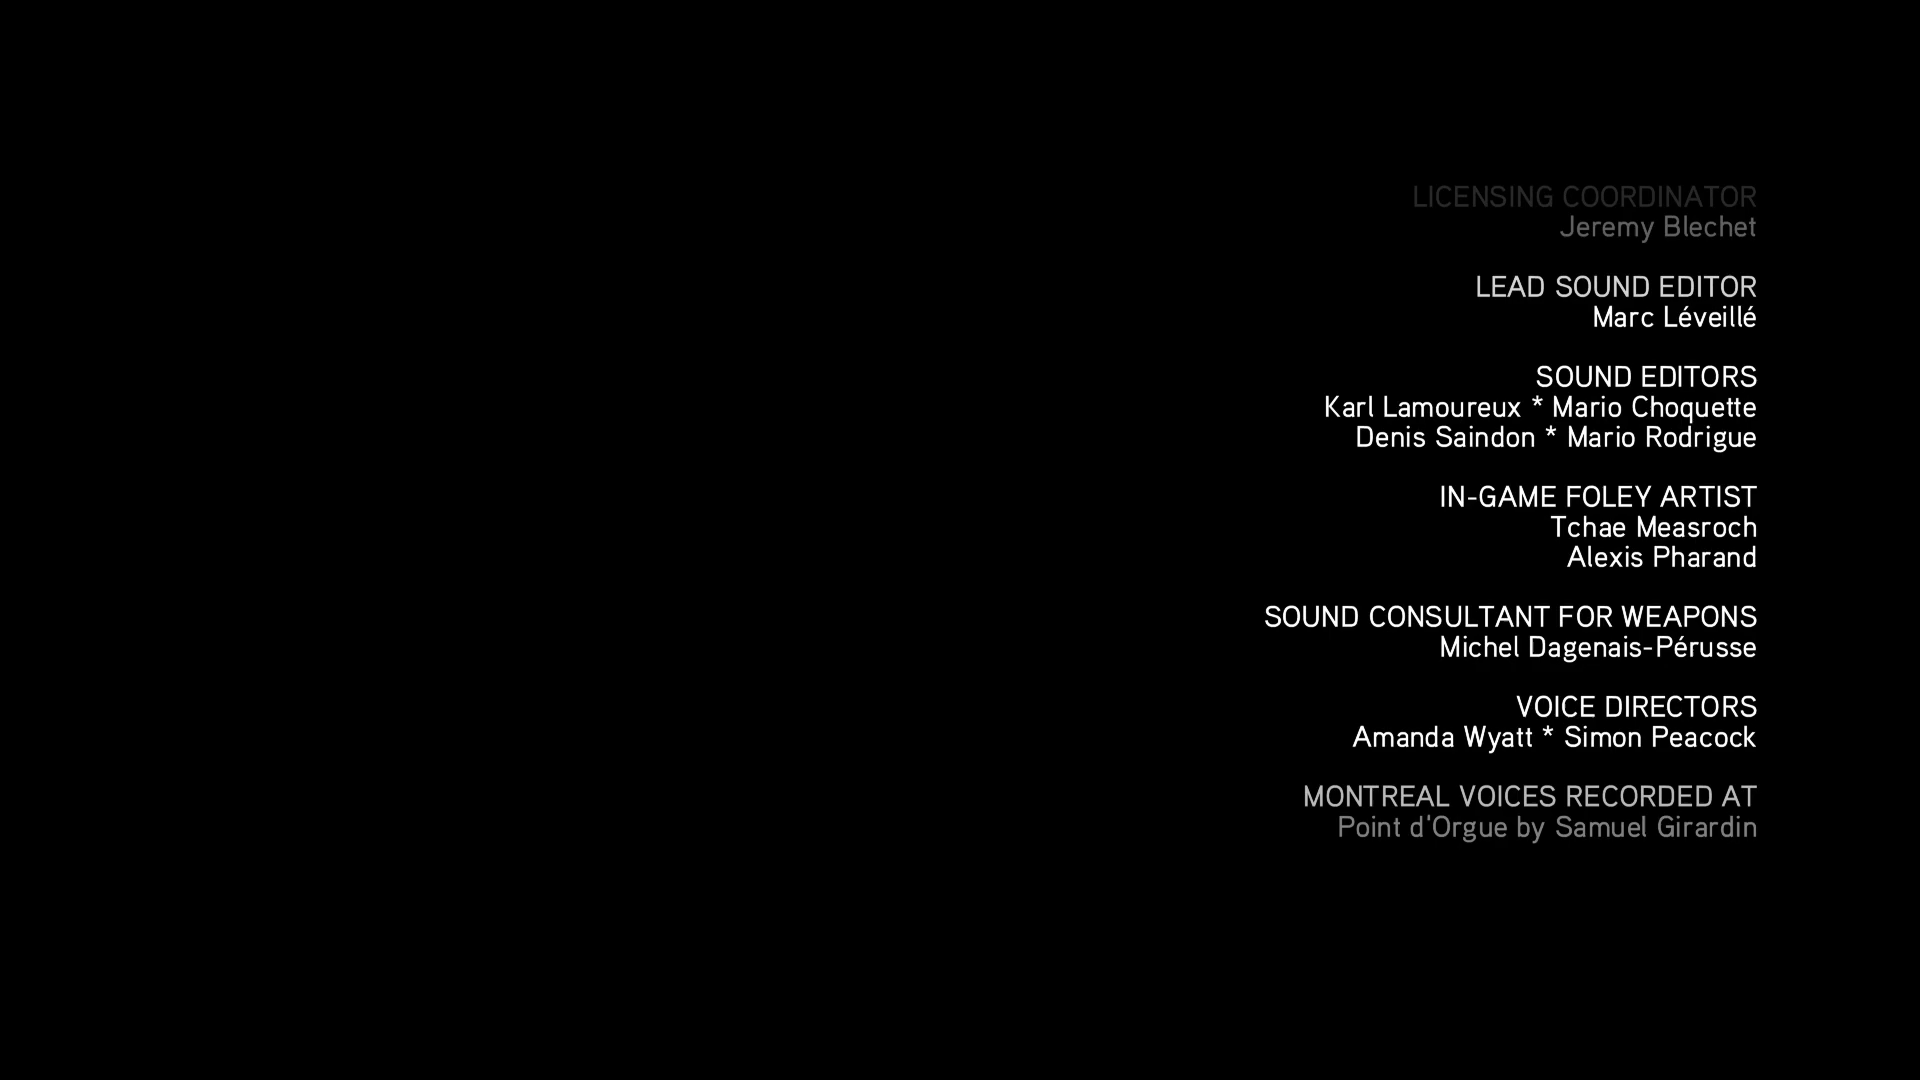 LICENSING COORDINATOR
Jeremy Blechet
LEAD SOUND EDITOR
Marc Léveillé
SOUND EDITORS
Karl Lamoureux * Mario Choquette
Denis Saindon * Mario Rodrigue
IN-GAME FOLEY ARTIST
Tchae Measroch
Alexis Pharand
SOUND CONSULTANT FOR WEAPONS
Michel Dagenais-Pérusse
VOICE DIRECTORS
Amanda Wyatt * Simon Peacock
MONTREAL VOICES RECORDED AT
Point d'Orgue by Samuel Girardin